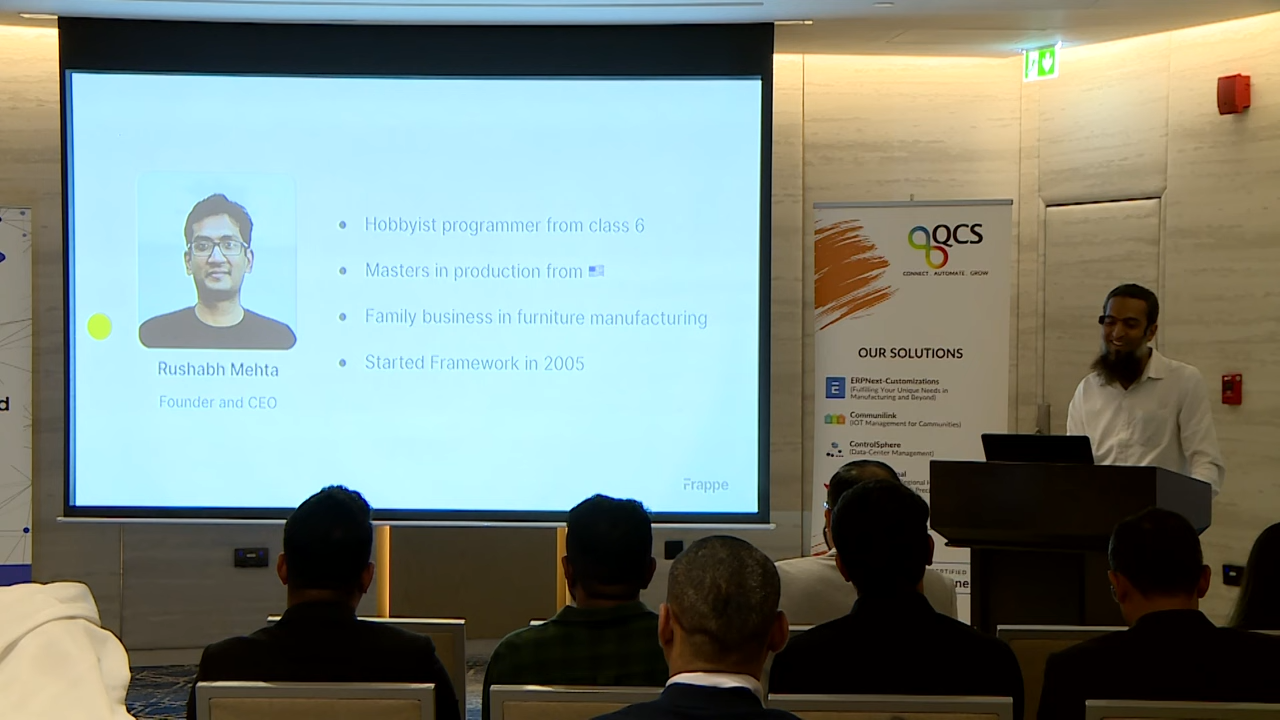 Hobbyist programmer from class 6
Masters in production from
Family business in furniture manufacturing
Started Framework in 2005
Rushabh Mehta
Founder and CEO
Frappe
d
QCS
CONNECT . AUTOMATE . GROW
OUR SOLUTIONS
ERPNext-Customizations
(Fulfilling Your Unique Needs in
Manufacturing and Beyond)
Communilink
(IOT Management for Communities)
ControlSphere
(Data-Center Management)